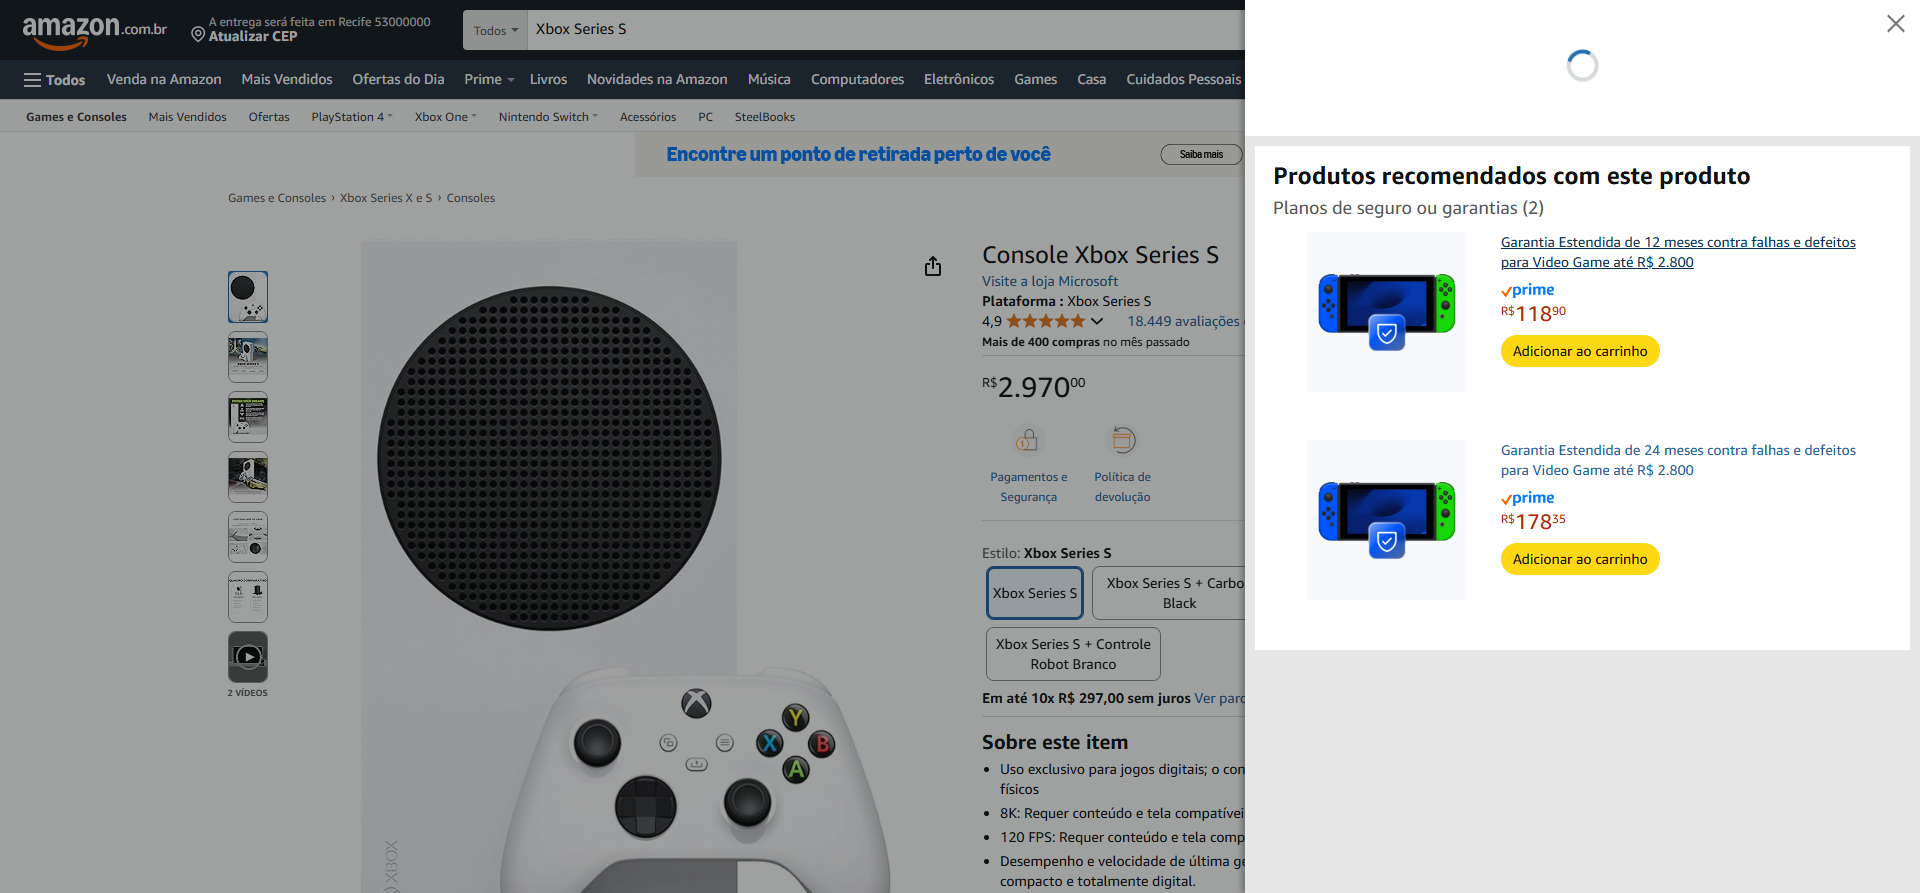 amazon.com.br
A entrega será feita em Recife 53000000
Atualizar CEP
Todos
Xbox Series S
Todos
Venda na Amazon
Mais Vendidos
Ofertas do Dia
Prime
Livros
Novidades na Amazon
Música
Computadores
Eletrônicos
Games
Casa
Cuidados Pessoais
Games e Consoles
Mais Vendidos
Ofertas
PlayStation 4
Xbox One
Nintendo Switch
Acessórios
PC
SteelBooks
Encontre um ponto de retirada perto de você
Saiba mais
Games e Consoles › Xbox Series X e S › Consoles
2 VÍDEOS
XBOX
Y
X
B
A
Console Xbox Series S
Visite a loja Microsoft
Plataforma : Xbox Series S
4,9
18.449 avaliações
Mais de 400 compras no mês passado
R$2.97000
Pagamentos e
Segurança
Política de
devolução
Estilo: Xbox Series S
Xbox Series S
Xbox Series S + Carbo
Black
Xbox Series S + Controle
Robot Branco
Em até 10x R$ 297,00 sem juros Ver parc
Sobre este item
Uso exclusivo para jogos digitais; o con
físicos
8K: Requer conteúdo e tela compatívei
120 FPS: Requer conteúdo e tela comp
Desempenho e velocidade de última ge
compacto e totalmente digital.
Produtos recomendados com este produto
Planos de seguro ou garantias (2)
Garantia Estendida de 12 meses contra falhas e defeitos
para Video Game até R$ 2.800
prime
R$11890
Adicionar ao carrinho
Garantia Estendida de 24 meses contra falhas e defeitos
para Video Game até R$ 2.800
prime
R$17835
Adicionar ao carrinho